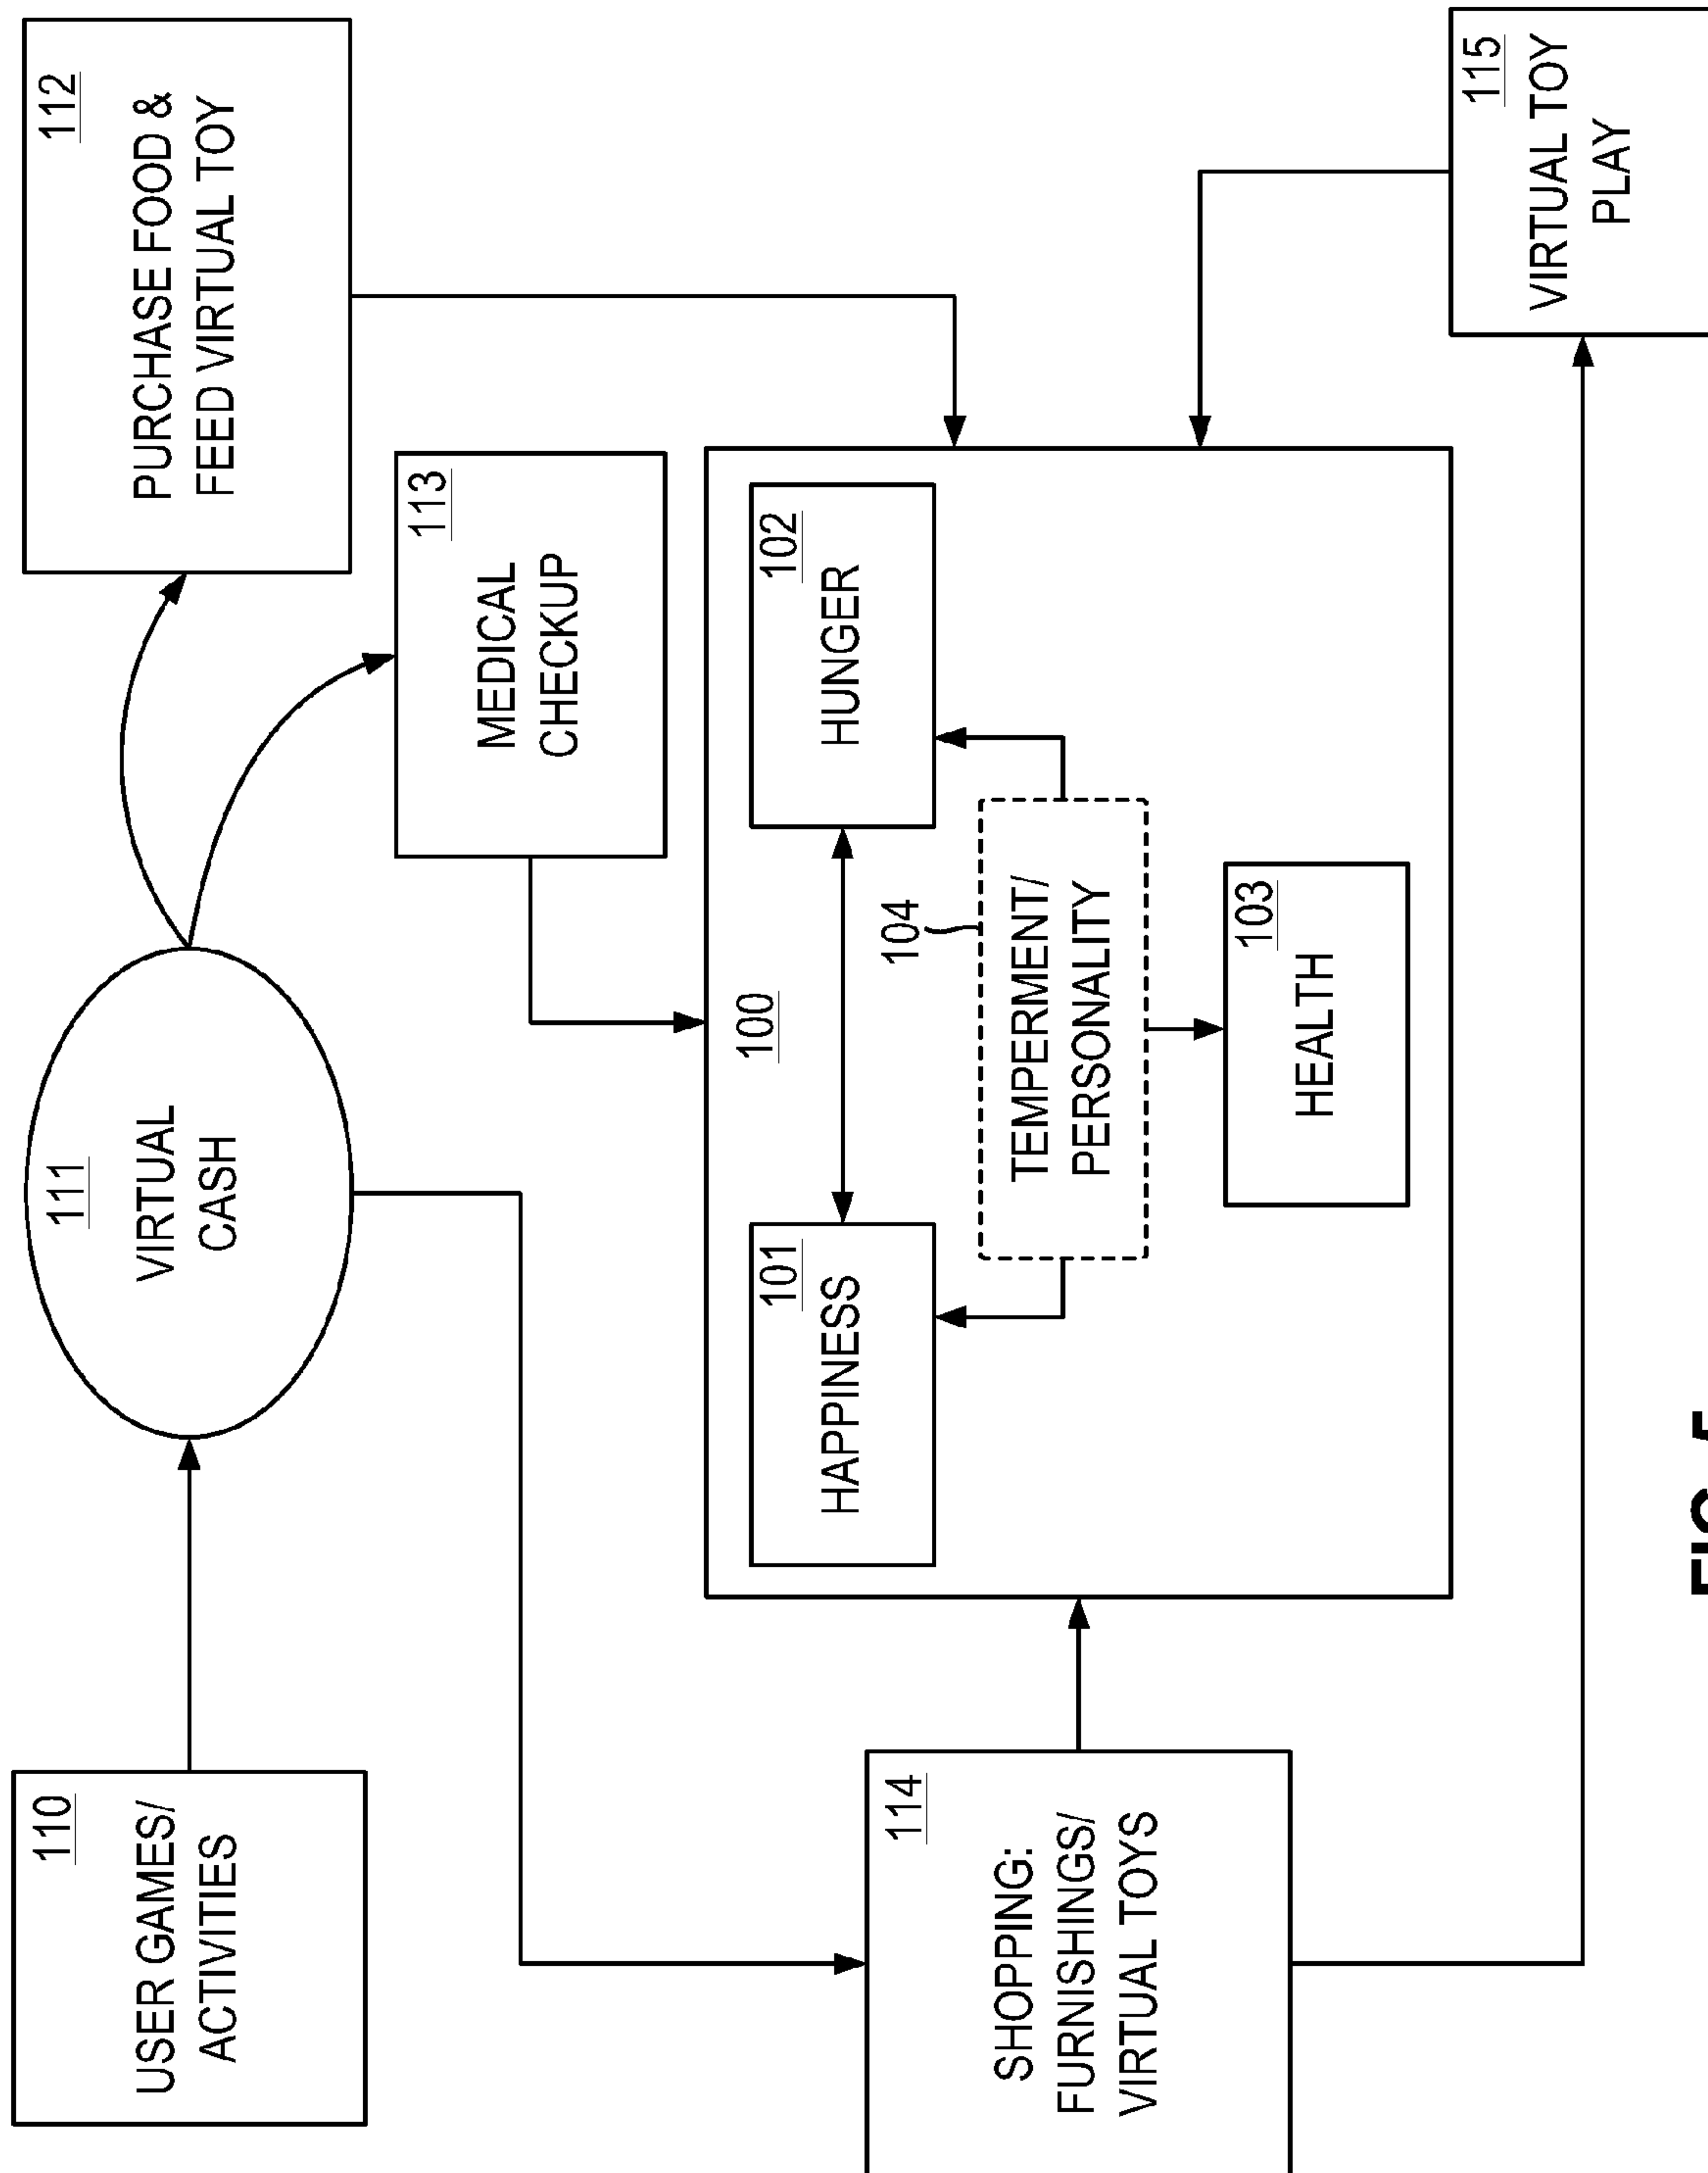 110
USER GAMES/
ACTIVITIES
111
VIRTUAL
CASH
112
PURCHASE FOOD &
FEED VIRTUAL TOY
113
MEDICAL
CHECKUP
100
101
HAPPINESS
102
HUNGER
104
TEMPERMENT/
PERSONALITY
103
HEALTH
114
SHOPPING:
FURNISHINGS/
VIRTUAL TOYS
115
VIRTUAL TOY
PLAY